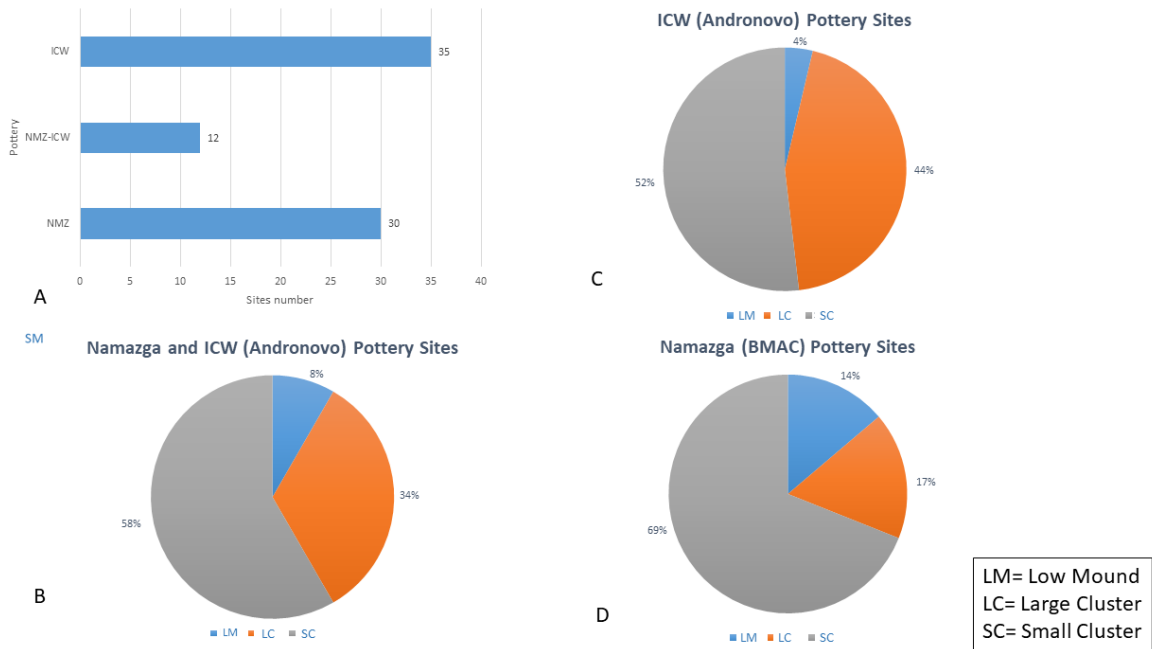 ICW
35
NMZ-ICW
12
NMZ
30
Pottery
0 5 10 15 20 25 30 35 40
Sites number
A
SM
ICW (Andronovo) Pottery Sites
4%
44%
52%
C
LM LC SC
Namazga and ICW (Andronovo) Pottery Sites
8%
34%
58%
B
LM LC SC
Namazga (BMAC) Pottery Sites
14%
17%
69%
D
LM LC SC
LM= Low Mound
LC= Large Cluster
SC= Small Cluster